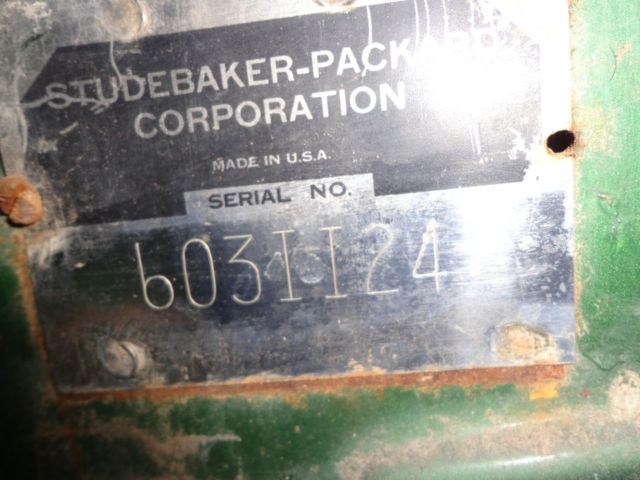 STUDEBAKER-PACKARD
CORPORATION
MADE IN U.S.A.
SERIAL NO.
6031124